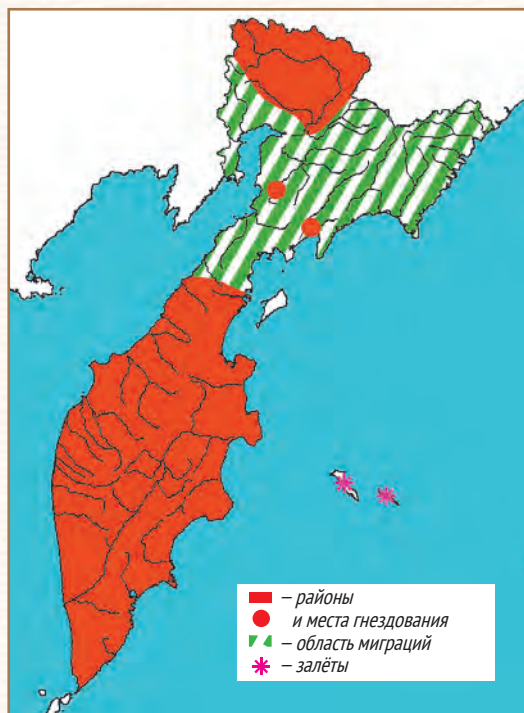 – районы
и места гнездования
– область миграций
– залёты